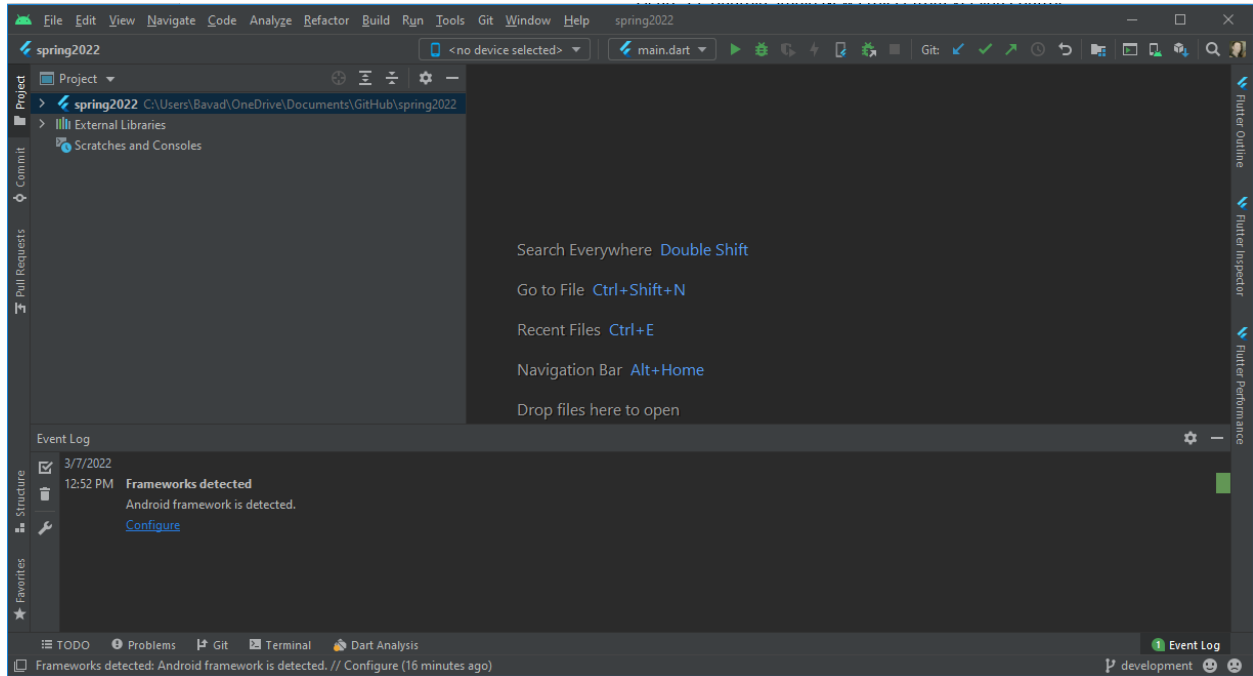 File Edit View Navigate Code Analyze Refactor Build Run Tools Git Window Help spring2022
spring2022 <no device selected> main.dart Git:
Project
spring2022 C:\Users\Bavad\OneDrive\Documents\GitHub\spring2022
External Libraries
Scratches and Consoles
Project
Commit
Pull Requests
Structure
Favorites
Search Everywhere Double Shift
Go to File Ctrl+Shift+N
Recent Files Ctrl+E
Navigation Bar Alt+Home
Drop files here to open
Flutter Outline
Flutter Inspector
Flutter Performance
Event Log
3/7/2022
12:52 PM Frameworks detected
Android framework is detected.
Configure
TODO Problems Git Terminal Dart Analysis 1 Event Log
Frameworks detected: Android framework is detected. // Configure (16 minutes ago) development